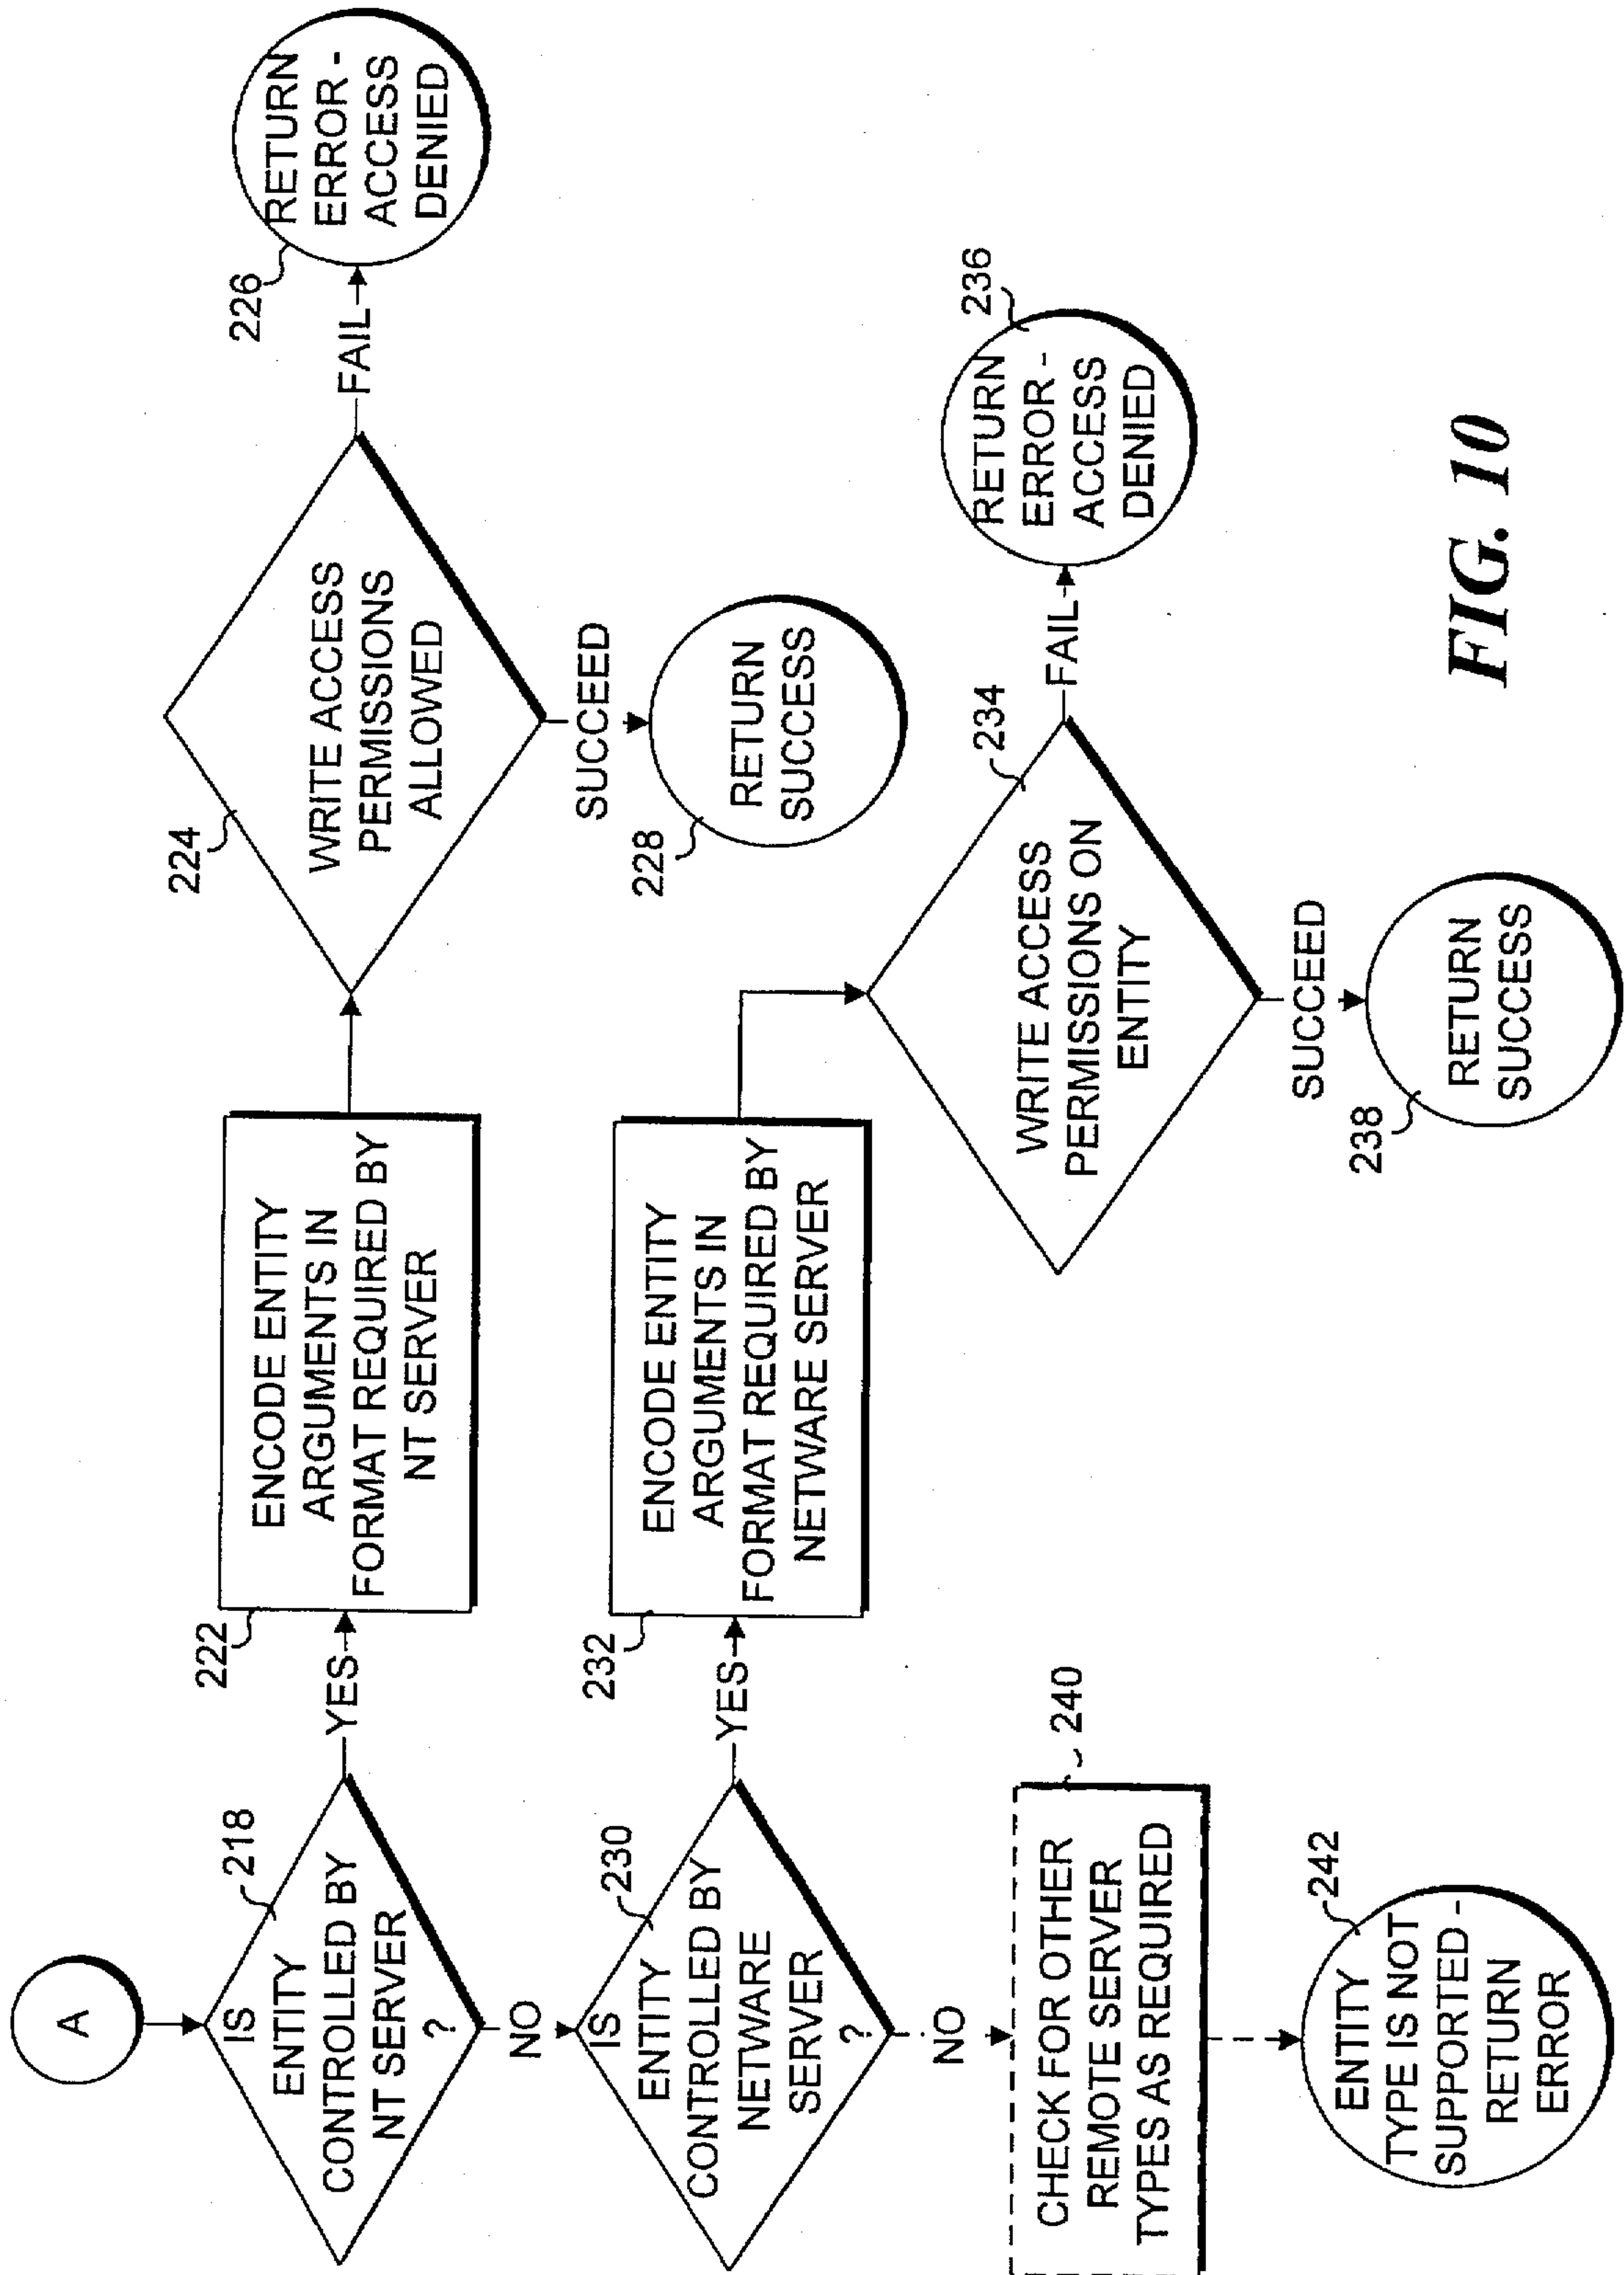 A
IS
ENTITY
CONTROLLED BY
NT SERVER
?
218
YES
222
ENCODE ENTITY
ARGUMENTS IN
FORMAT REQUIRED BY
NT SERVER
224
WRITE ACCESS
PERMISSIONS
ALLOWED
FAIL
226
RETURN
ERROR -
ACCESS
DENIED
SUCCEED
228
RETURN
SUCCESS
NO
IS
ENTITY
CONTROLLED BY
NETWARE
SERVER
?
230
YES
232
ENCODE ENTITY
ARGUMENTS IN
FORMAT REQUIRED BY
NETWARE SERVER
234
WRITE ACCESS
PERMISSIONS ON
ENTITY
FAIL
236
RETURN
ERROR -
ACCESS
DENIED
SUCCEED
238
RETURN
SUCCESS
NO
240
CHECK FOR OTHER
REMOTE SERVER
TYPES AS REQUIRED
242
ENTITY
TYPE IS NOT
SUPPORTED -
RETURN
ERROR
FIG. 10